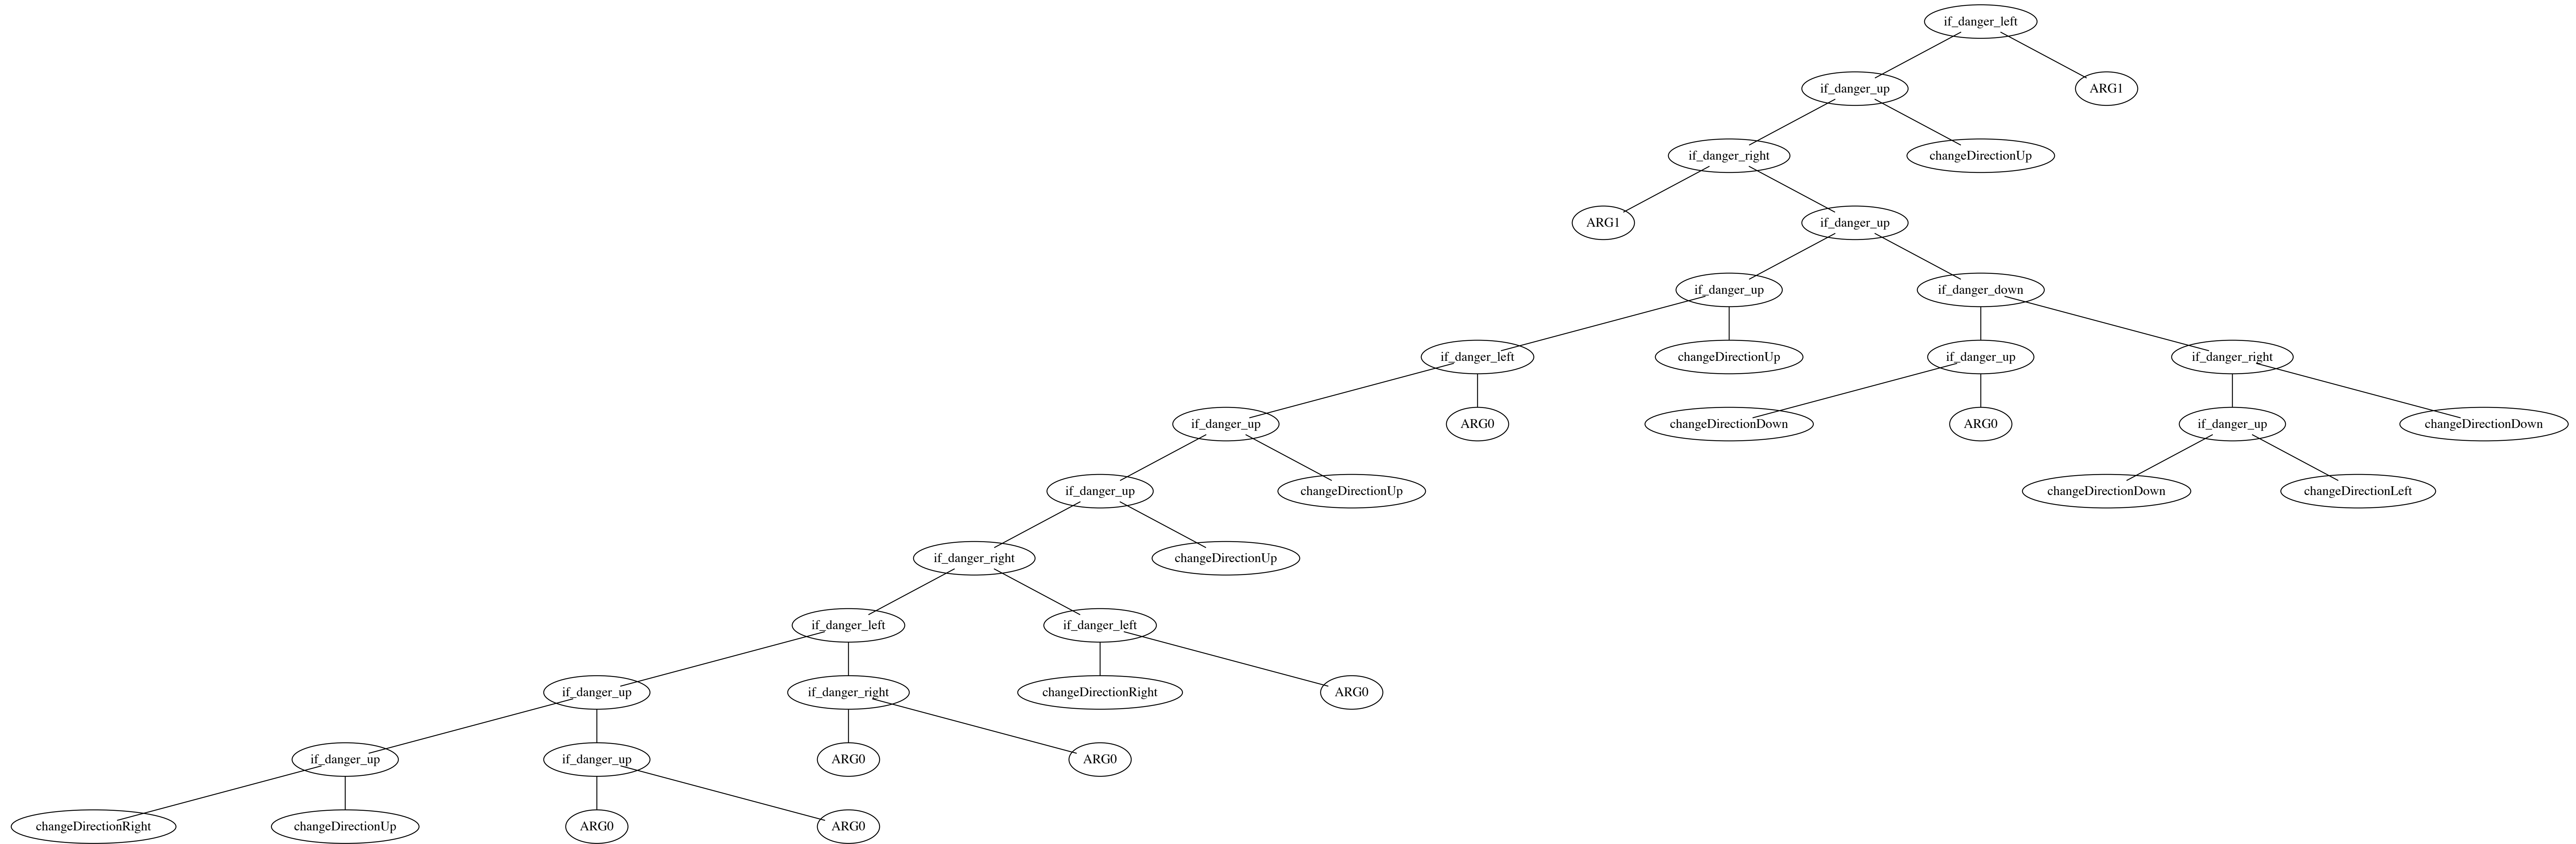 if_danger_left
if_danger_up
ARG1
if_danger_right
changeDirectionUp
ARG1
if_danger_up
if_danger_up
if_danger_down
if_danger_left
changeDirectionUp
if_danger_up
if_danger_right
if_danger_up
ARG0
changeDirectionDown
ARG0
if_danger_up
changeDirectionDown
if_danger_up
changeDirectionUp
changeDirectionDown
changeDirectionLeft
if_danger_right
changeDirectionUp
if_danger_left
if_danger_left
if_danger_up
if_danger_right
changeDirectionRight
ARG0
if_danger_up
if_danger_up
ARG0
ARG0
changeDirectionRight
changeDirectionUp
ARG0
ARG0